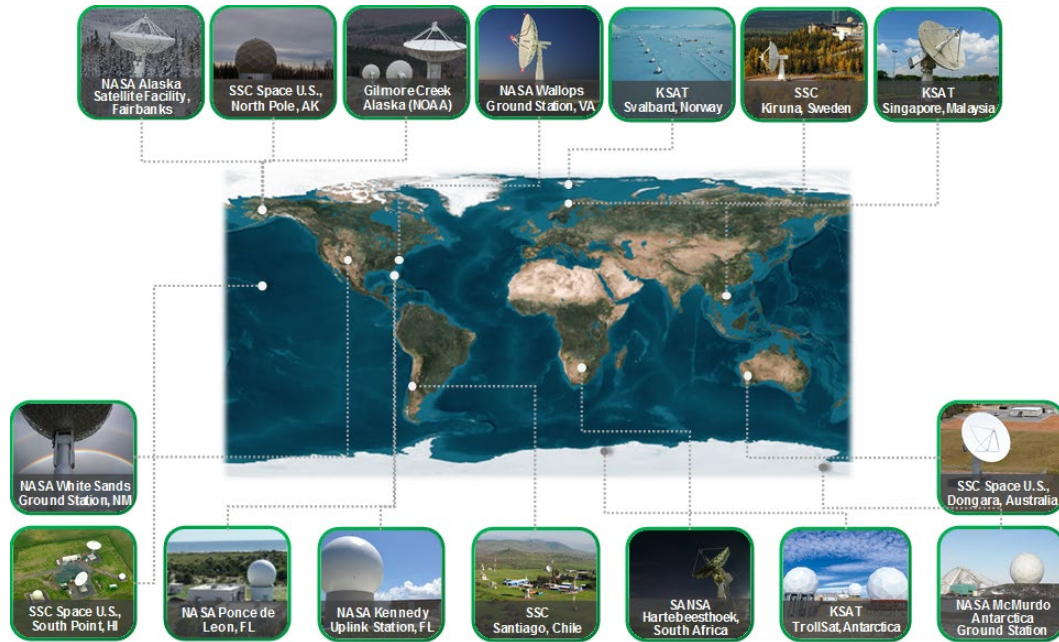 NASA Alaska
Satellite Facility,
Fairbanks
SSC Space U.S.,
North Pole, AK
Gilmore Creek
Alaska (NOAA)
NASA Wallops
Ground Station, VA
KSAT
Svalbard, Norway
SSC
Kiruna, Sweden
KSAT
Singapore, Malaysia
NASA White Sands
Ground Station, NM
SSC Space U.S.,
Dongara, Australia
SSC Space U.S.,
South Point, HI
NASA Ponce de
Leon, FL
NASA Kennedy
Uplink Station, FL
SSC
Santiago, Chile
SANSA
Hartebeesthoek,
South Africa
KSAT
TrollSat, Antarctica
NASA McMurdo
Antarctica
Ground Station